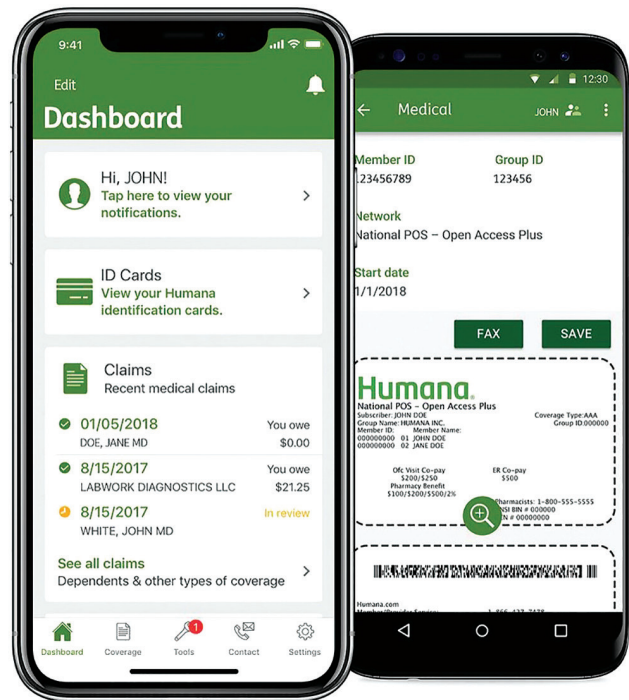 9:41
Edit
Dashboard
Hi, JOHN!
Tap here to view your
notifications.
ID Cards
View your Humana
identification cards.
Claims
Recent medical claims
01/05/2018 You owe
DOE, JANE MD $0.00
8/15/2017 You owe
LABWORK DIAGNOSTICS LLC $21.25
8/15/2017 In review
WHITE, JOHN MD
See all claims
Dependents & other types of coverage
1
Dashboard Coverage Tools Contact Settings
12:30
Medical JOHN
Member ID Group ID
123456789 123456
Network
National POS – Open Access Plus
Start date
1/1/2018
FAX SAVE
Humana.
National POS – Open Access Plus
Subscriber: JOHN DOE Coverage Type:AAA
Group Name: HUMANA INC. Group ID:000000
Member ID: Member Name:
000000000 01 JOHN DOE
000000000 02 JANE DOE
Ofc Visit Co-pay ER Co-pay
$200/$250 $500
Pharmacy Benefit
$100/$200/$500/2%
Pharmacists: 1-800-555-5555
BIN # 000000
# 00000000
Humana.com